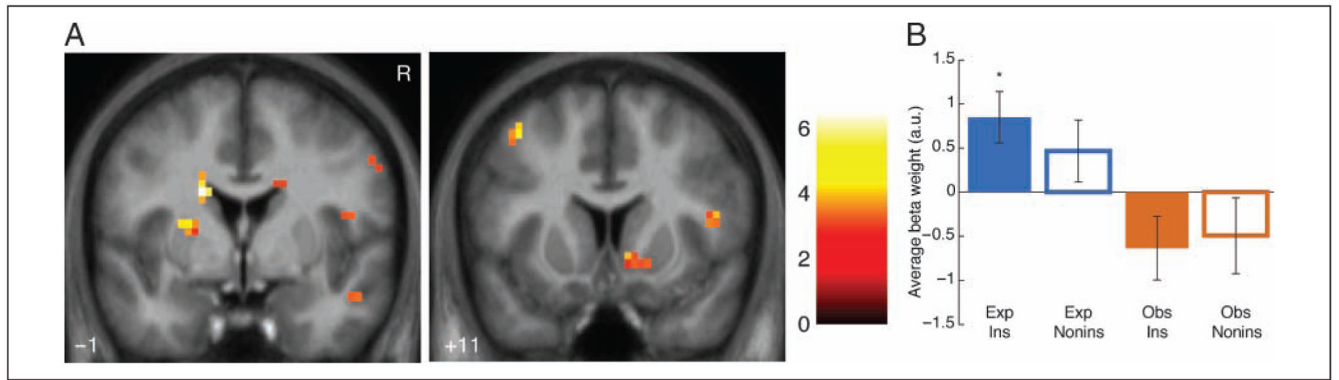 A
R
−1
+11
6
4
2
0
B
Average beta weight (a.u.)
1.5
1
0.5
0
−0.5
−1
−1.5
*
Exp
Ins
Exp
Nonins
Obs
Ins
Obs
Nonins